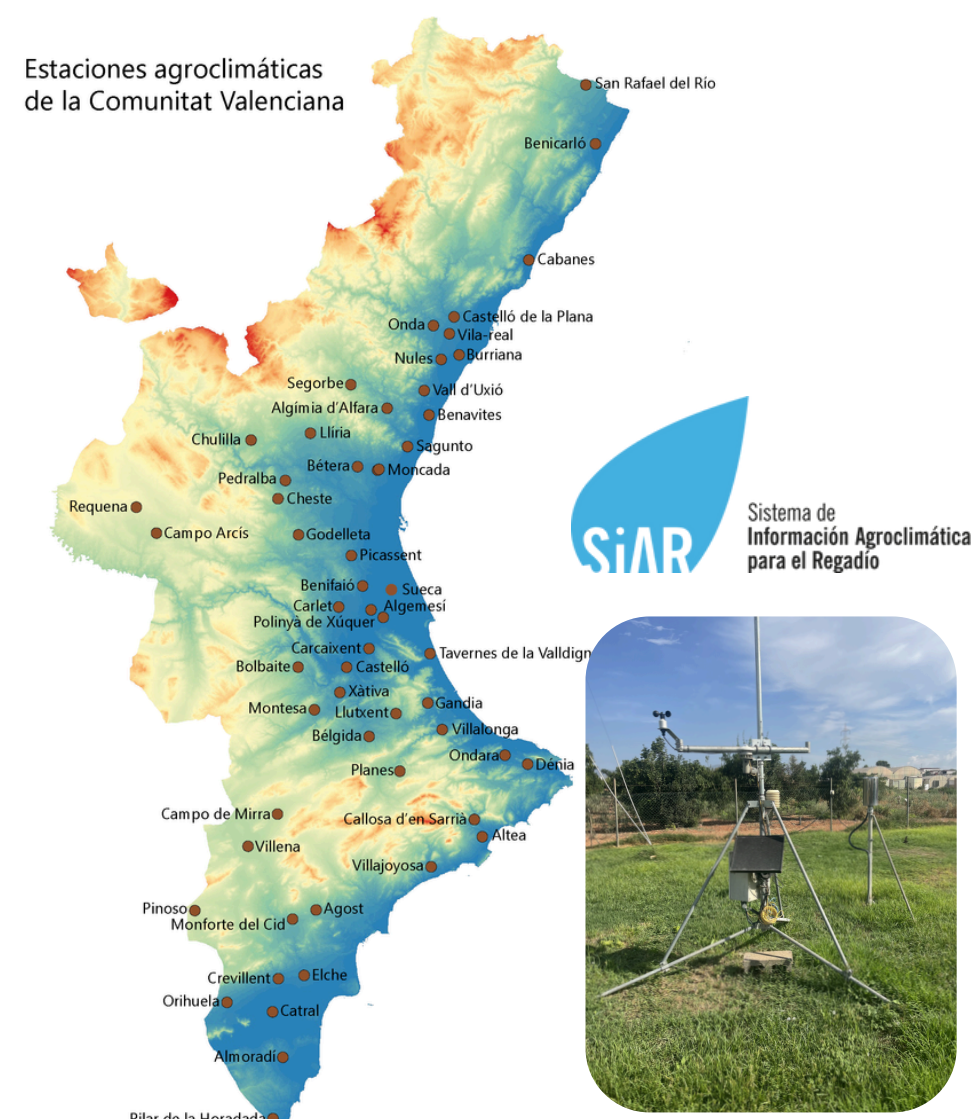 Estaciones agroclimáticas
de la Comunitat Valenciana
San Rafael del Río
Benicarló
Cabanes
Castelló de la Plana
Onda
Vila-real
Burriana
Nules
Segorbe
Vall d'Uxió
Algímia d'Alfara
Benavites
Llíria
Chulilla
Sagunto
Bétera
Moncada
Pedralba
Cheste
Requena
Campo Arcís
Godelleta
Picassent
Benifaió
Sueca
Carlet
Algemesí
Polinyà de Xúquer
Carcaixent
Tavernes de la Valldign
Bolbaite
Castelló
Xàtiva
Montesa
Gandia
Llutxent
Villalonga
Bélgida
Ondara
Dénia
Planes
Campo de Mirra
Callosa d'en Sarrià
Altea
Villena
Villajoyosa
Pinoso
Agost
Monforte del Cid
Crevillent
Elche
Orihuela
Catral
Almoradí
Pilar de la Horadada
SiAR
Sistema de
Información Agroclimática
para el Regadío